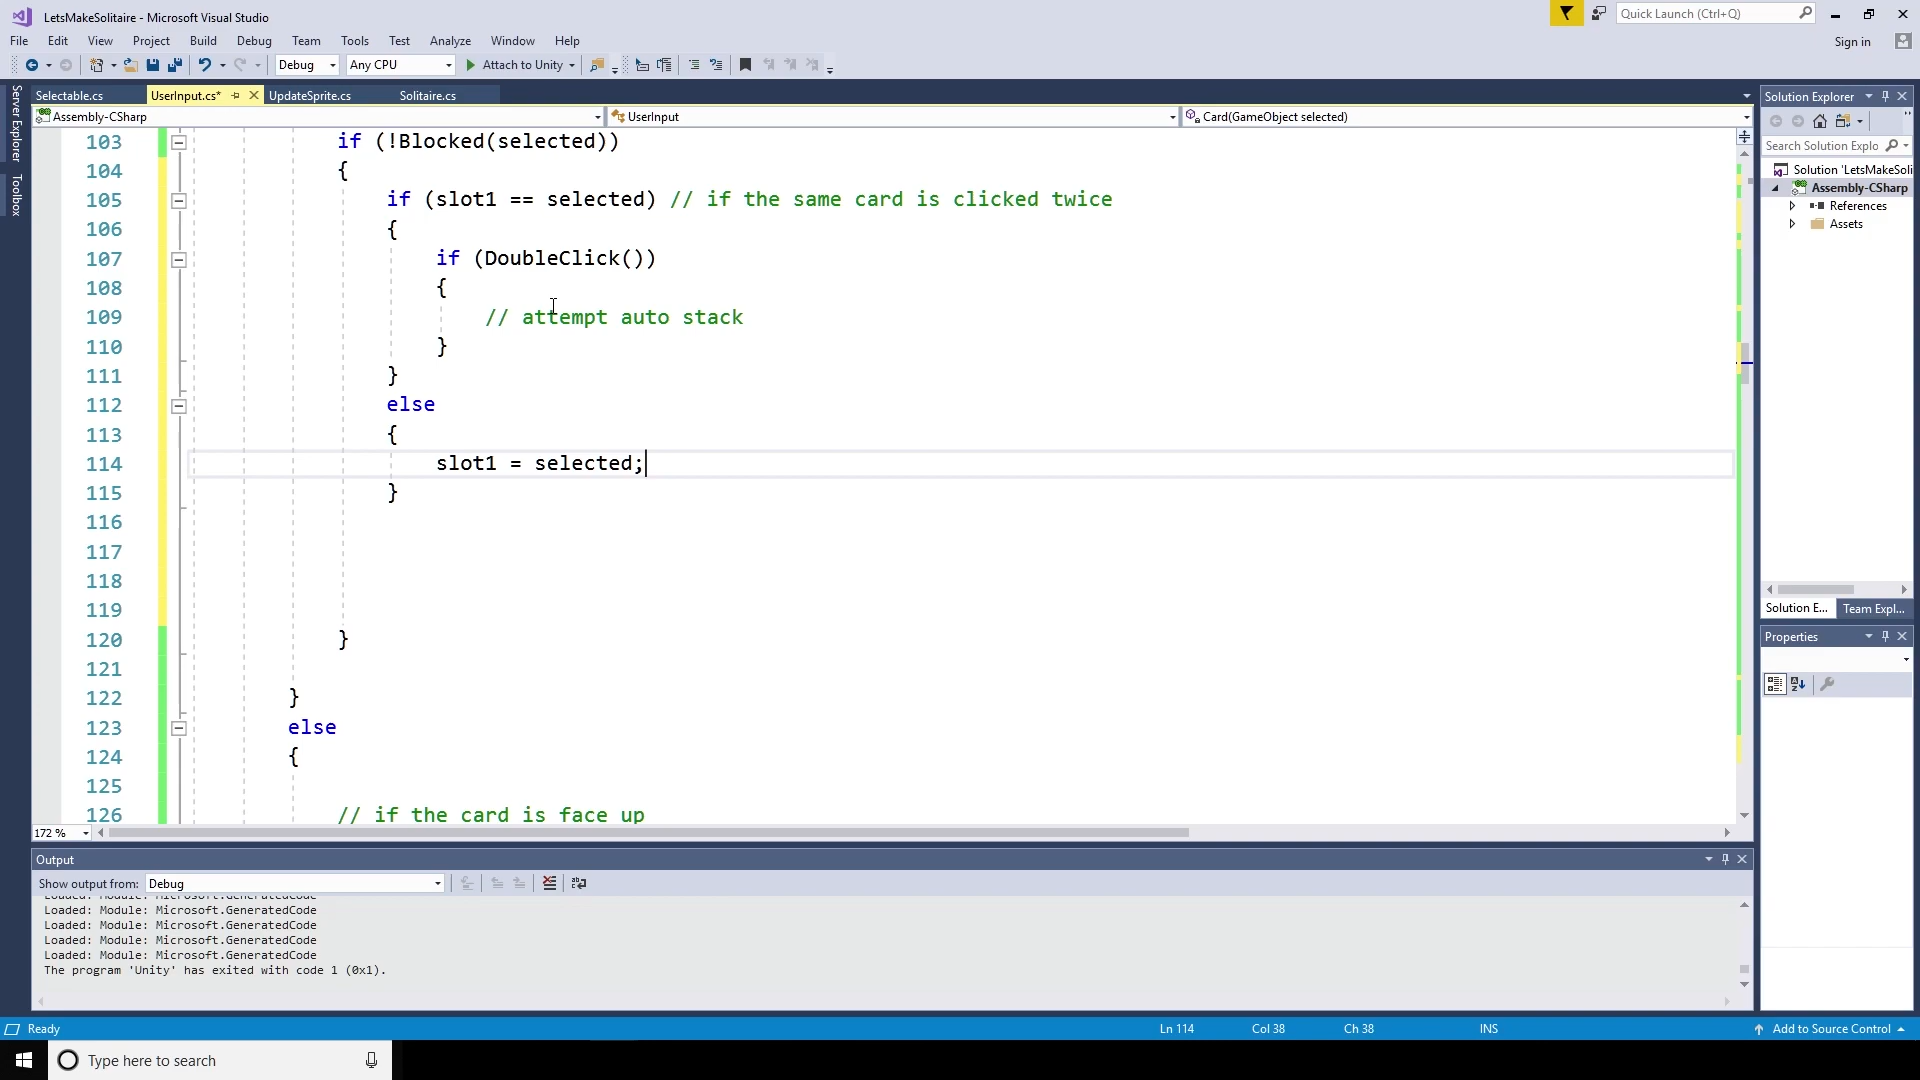 LetsMakeSolitaire - Microsoft Visual Studio
Quick Launch (Ctrl+Q)
File Edit View Project Build Debug Team Tools Test Analyze Window Help
Sign in
Debug
Any CPU
Attach to Unity
Server Explorer
Toolbox
Selectable.cs
UserInput.cs*
UpdateSprite.cs
Solitaire.cs
Assembly-CSharp
UserInput
Card(GameObject selected)
103 if (!Blocked(selected))
104 {
105 if (slot1 == selected) // if the same card is clicked twice
106 {
107 if (DoubleClick())
108 {
109 // attempt auto stack
110 }
111 }
112 else
113 {
114 slot1 = selected;
115 }
116
117
118
119
120 }
121
122 }
123 else
124 {
125
126 // if the card is face up
172 %
Solution Explorer
Search Solution Explo
Solution 'LetsMakeSoli
Assembly-CSharp
References
Assets
Solution E...
Team Expl...
Properties
Output
Show output from: Debug
Loaded: Module: Microsoft.GeneratedCode
Loaded: Module: Microsoft.GeneratedCode
Loaded: Module: Microsoft.GeneratedCode
Loaded: Module: Microsoft.GeneratedCode
Loaded: Module: Microsoft.GeneratedCode
The program 'Unity' has exited with code 1 (0x1).
Ready
Ln 114
Col 38
Ch 38
INS
Add to Source Control
Type here to search